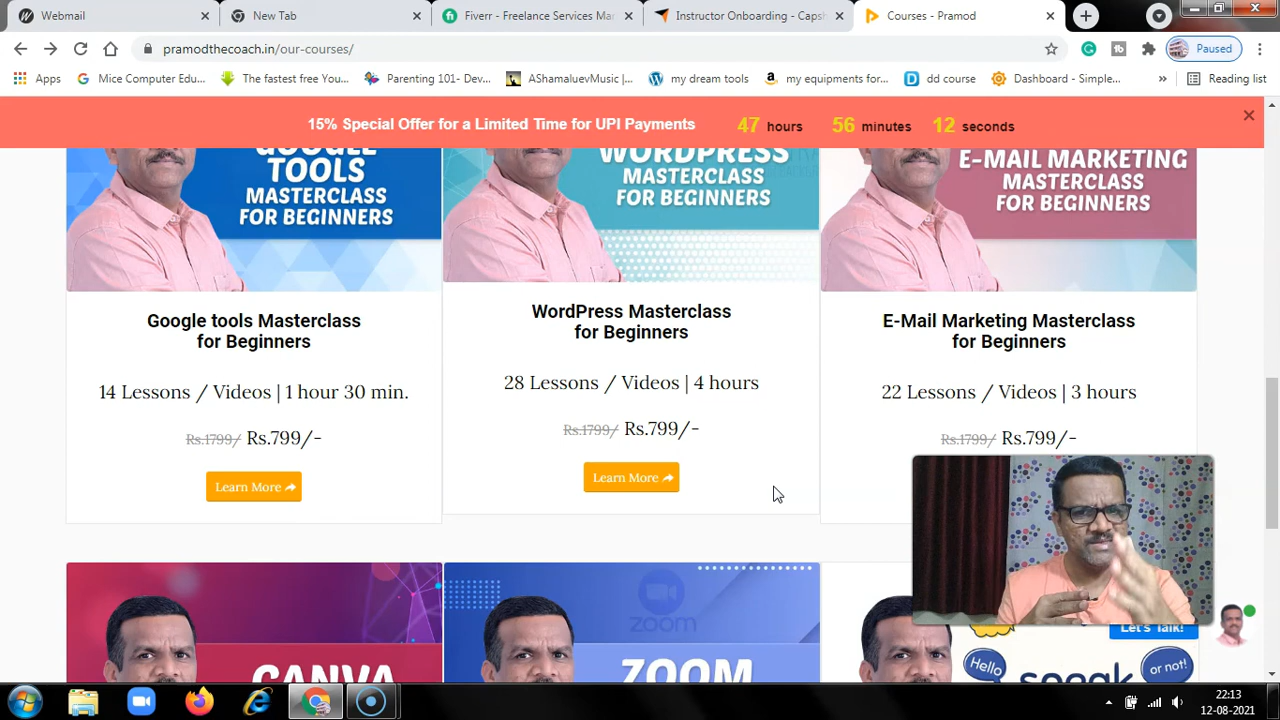 Webmail
New Tab
Fiverr - Freelance Services Ma
Instructor Onboarding - Capsh
Courses - Pramod
pramodthecoach.in/our-courses/
Paused
Apps
Mice Computer Edu...
The fastest free You...
Parenting 101- Dev...
AShamaluevMusic |...
my dream tools
my equipments for...
dd course
Dashboard - Simple...
»
Reading list
15% Special Offer for a Limited Time for UPI Payments
47 hours 56 minutes 12 seconds
GOOGLE
TOOLS
MASTERCLASS
FOR BEGINNERS
WORDPRESS
MASTERCLASS
FOR BEGINNERS
E-MAIL MARKETING
MASTERCLASS
FOR BEGINNERS
Google tools Masterclass
for Beginners
14 Lessons / Videos | 1 hour 30 min.
Rs.1799/ Rs.799/-
Learn More
WordPress Masterclass
for Beginners
28 Lessons / Videos | 4 hours
Rs.1799/ Rs.799/-
Learn More
E-Mail Marketing Masterclass
for Beginners
22 Lessons / Videos | 3 hours
Rs.1799/ Rs.799/-
CANVA
zoom
ZOOM
Hello
speak
or not!
Let's Talk!
22:13
12-08-2021